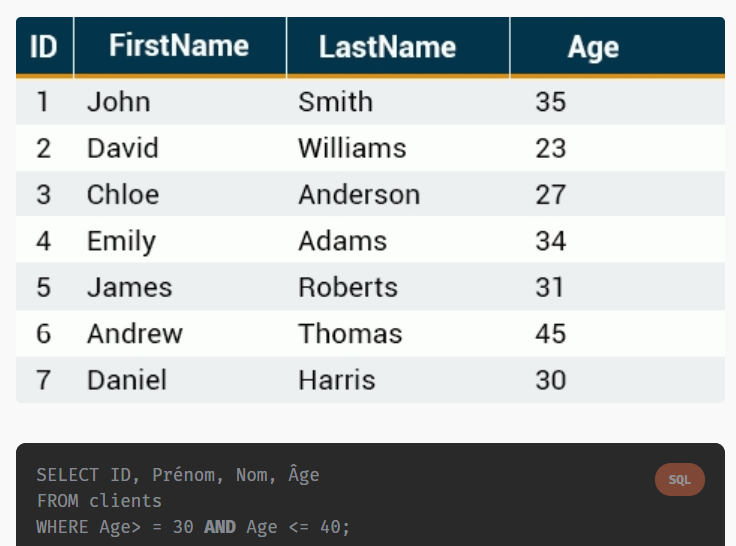 ID FirstName LastName Age
1 John Smith 35
2 David Williams 23
3 Chloe Anderson 27
4 Emily Adams 34
5 James Roberts 31
6 Andrew Thomas 45
7 Daniel Harris 30
SELECT ID, Prénom, Nom, Âge
SQL
FROM clients
WHERE Age> = 30 AND Age <= 40;